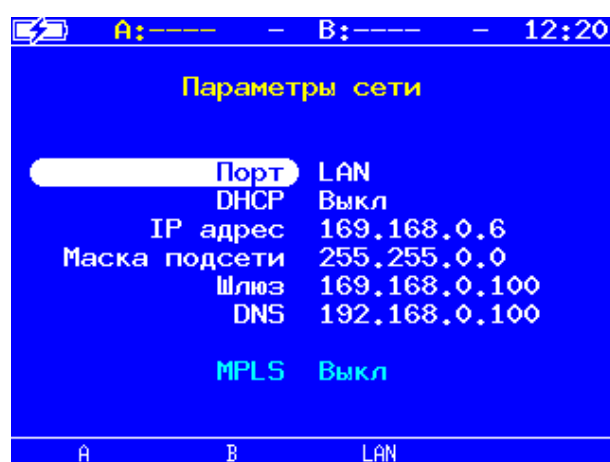 A:---- - B:---- - 12:20
Параметры сети
Порт LAN
DHCP Выкл
IP адрес 169.168.0.6
Маска подсети 255.255.0.0
Шлюз 169.168.0.100
DNS 192.168.0.100
MPLS Выкл
A B LAN